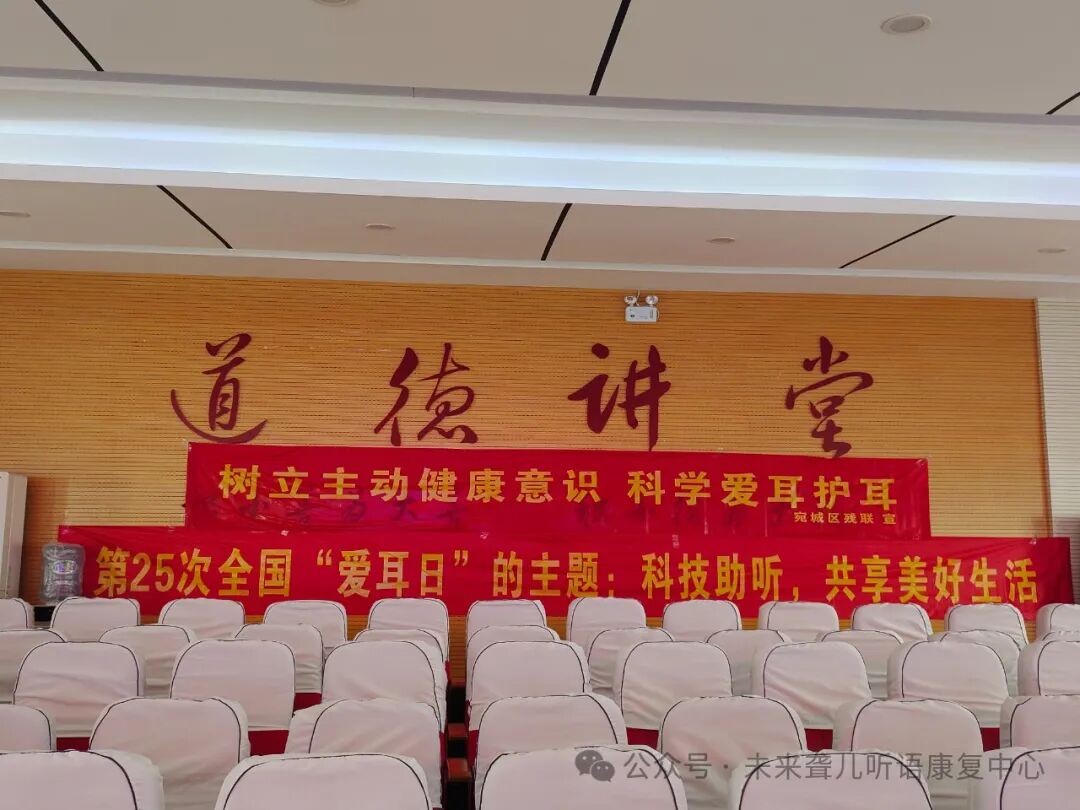 道德讲堂
树立主动健康意识 科学爱耳护耳
宛城区残联 宣
第25次全国“爱耳日”的主题：科技助听，共享美好生活
公众号·未来聋儿听语康复中心